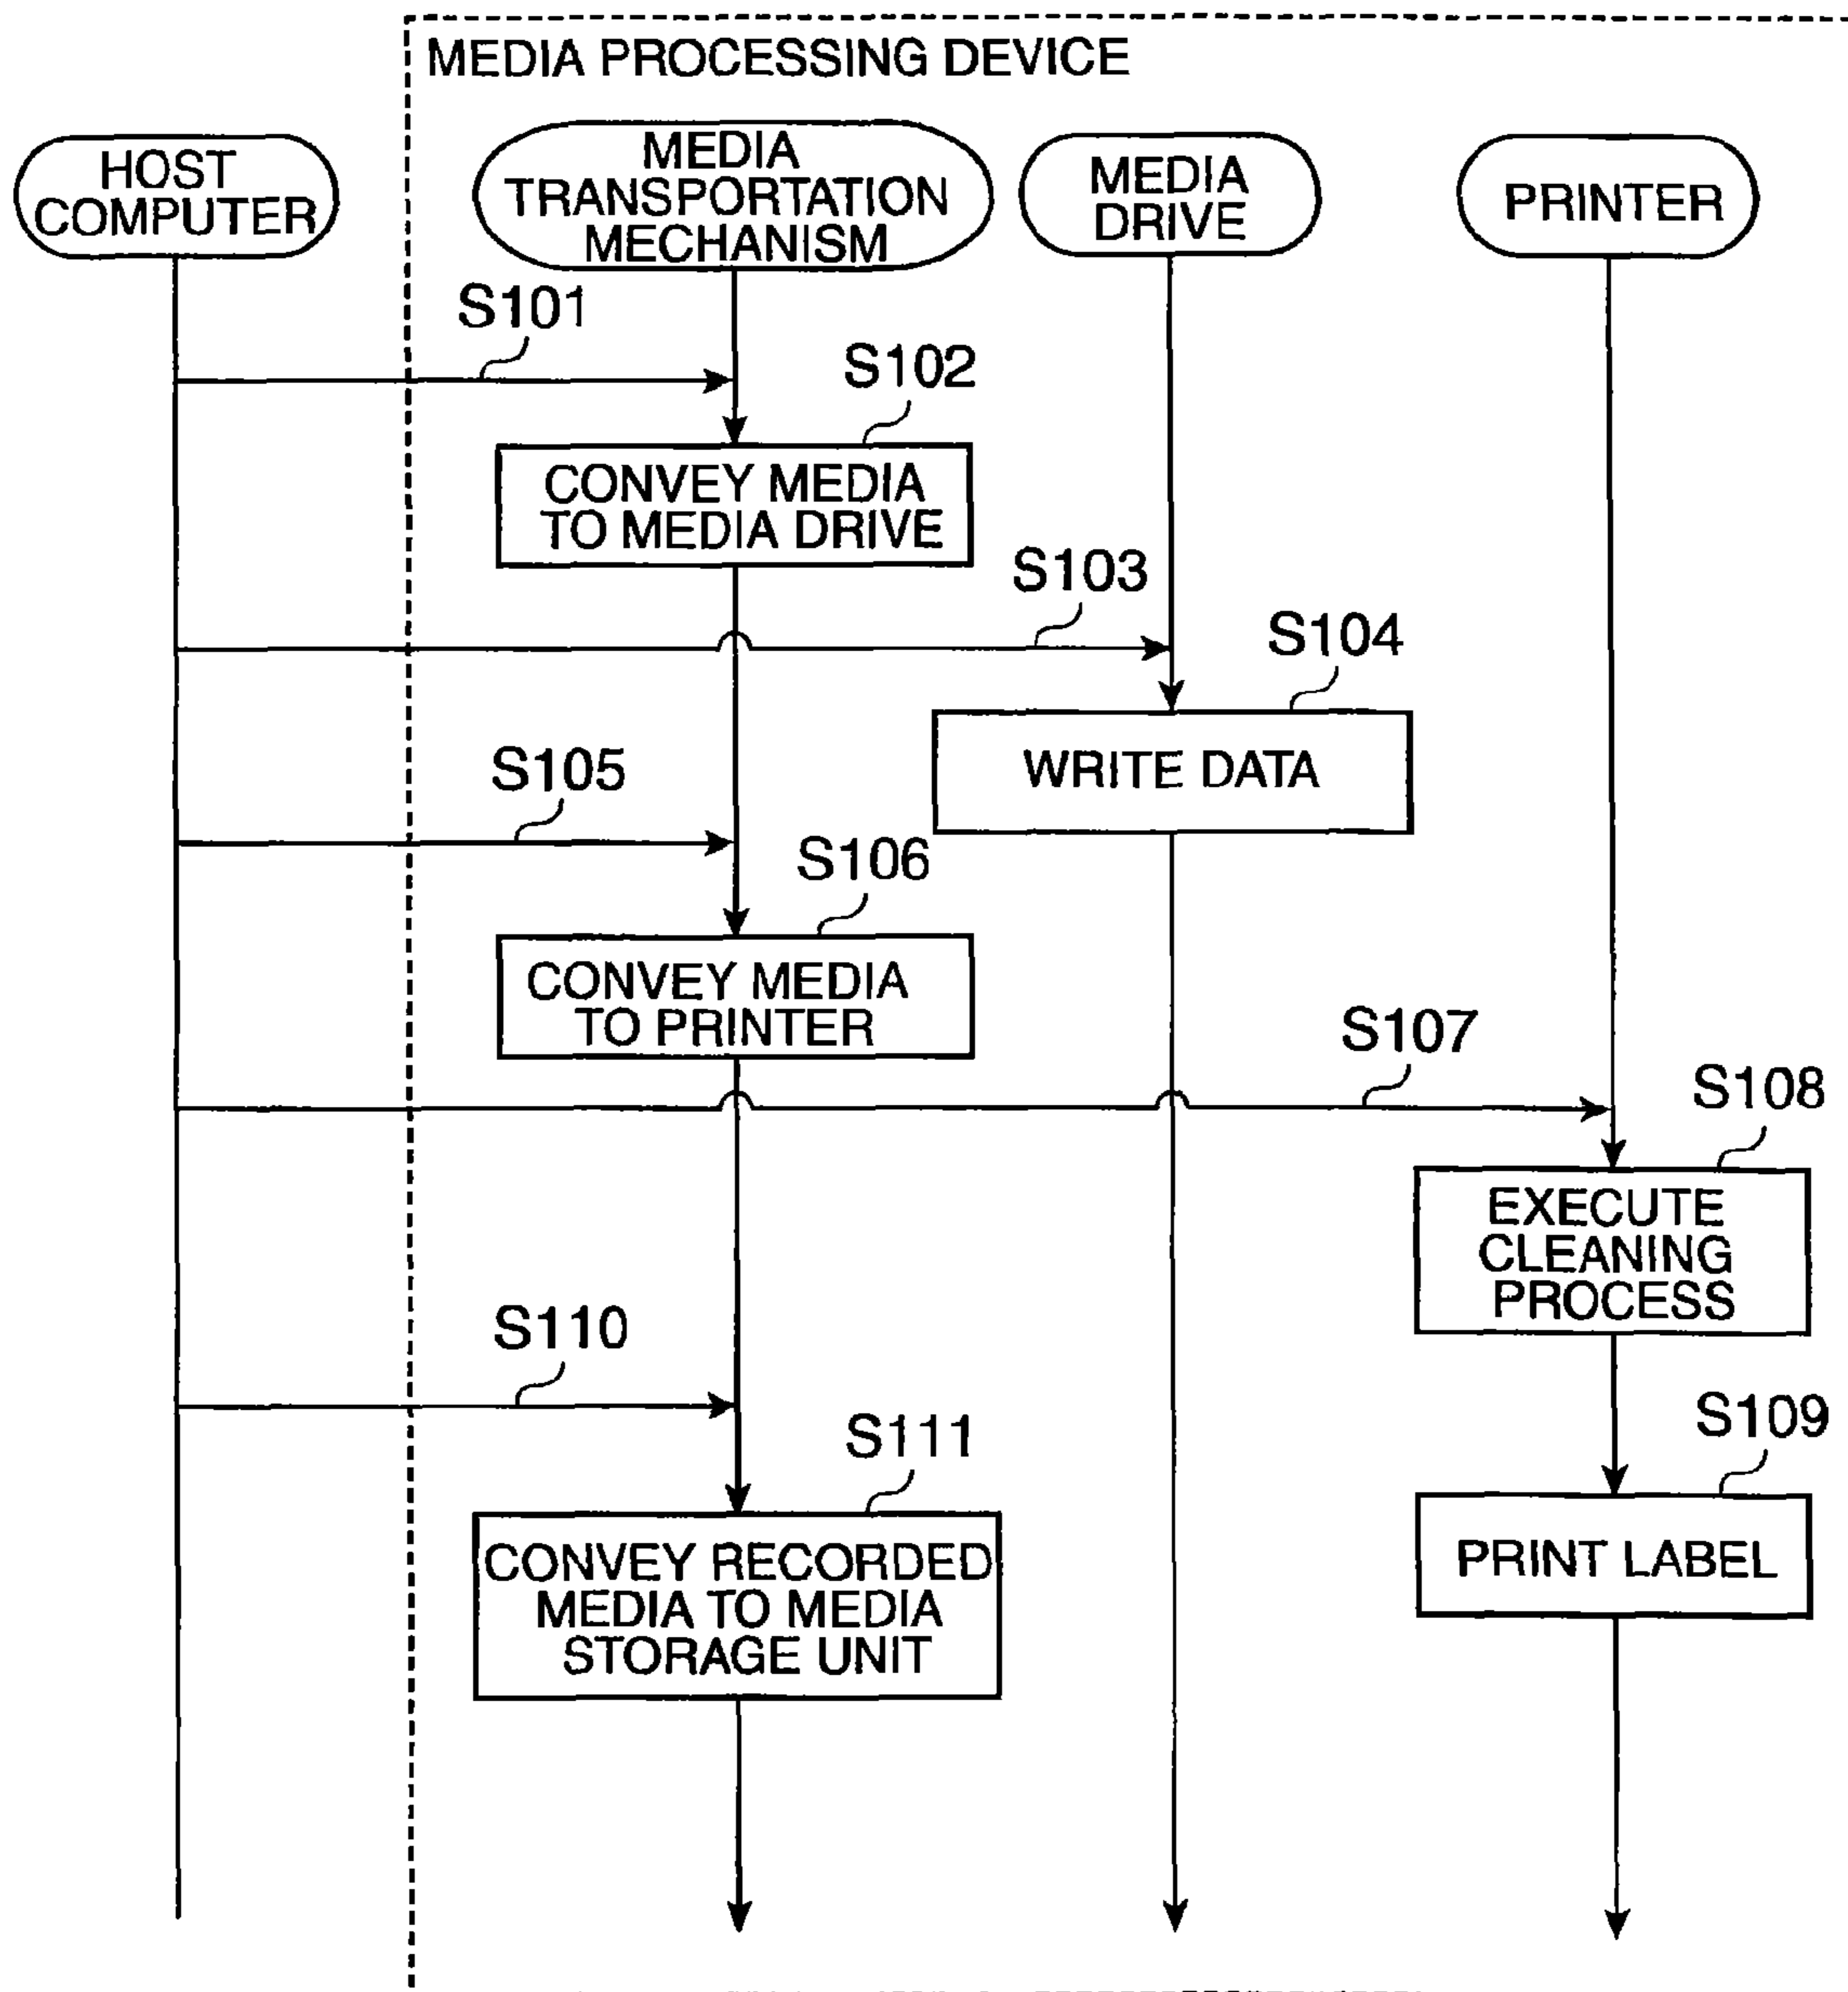 MEDIA PROCESSING DEVICE
HOST
COMPUTER
MEDIA
TRANSPORTATION
MECHANISM
MEDIA
DRIVE
PRINTER
S101
S102
CONVEY MEDIA
TO MEDIA DRIVE
S103
S104
WRITE DATA
S105
S106
CONVEY MEDIA
TO PRINTER
S107
S108
EXECUTE
CLEANING
PROCESS
S110
S109
PRINT LABEL
S111
CONVEY RECORDED
MEDIA TO MEDIA
STORAGE UNIT